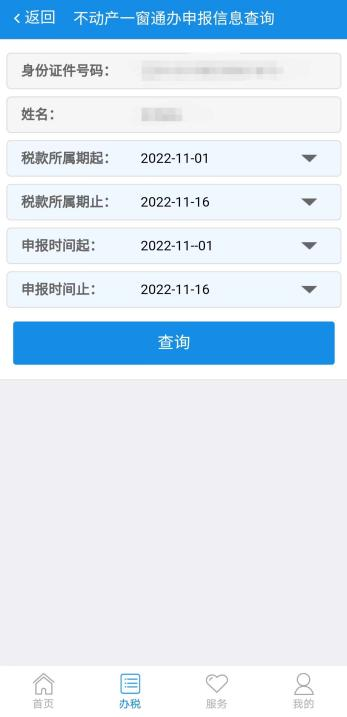 返回 不动产一窗通办申报信息查询
身份证件号码：
姓名：
税款所属期起： 2022-11-01
税款所属期止： 2022-11-16
申报时间起： 2022-11--01
申报时间止： 2022-11-16
查询
首页 办税 服务 我的